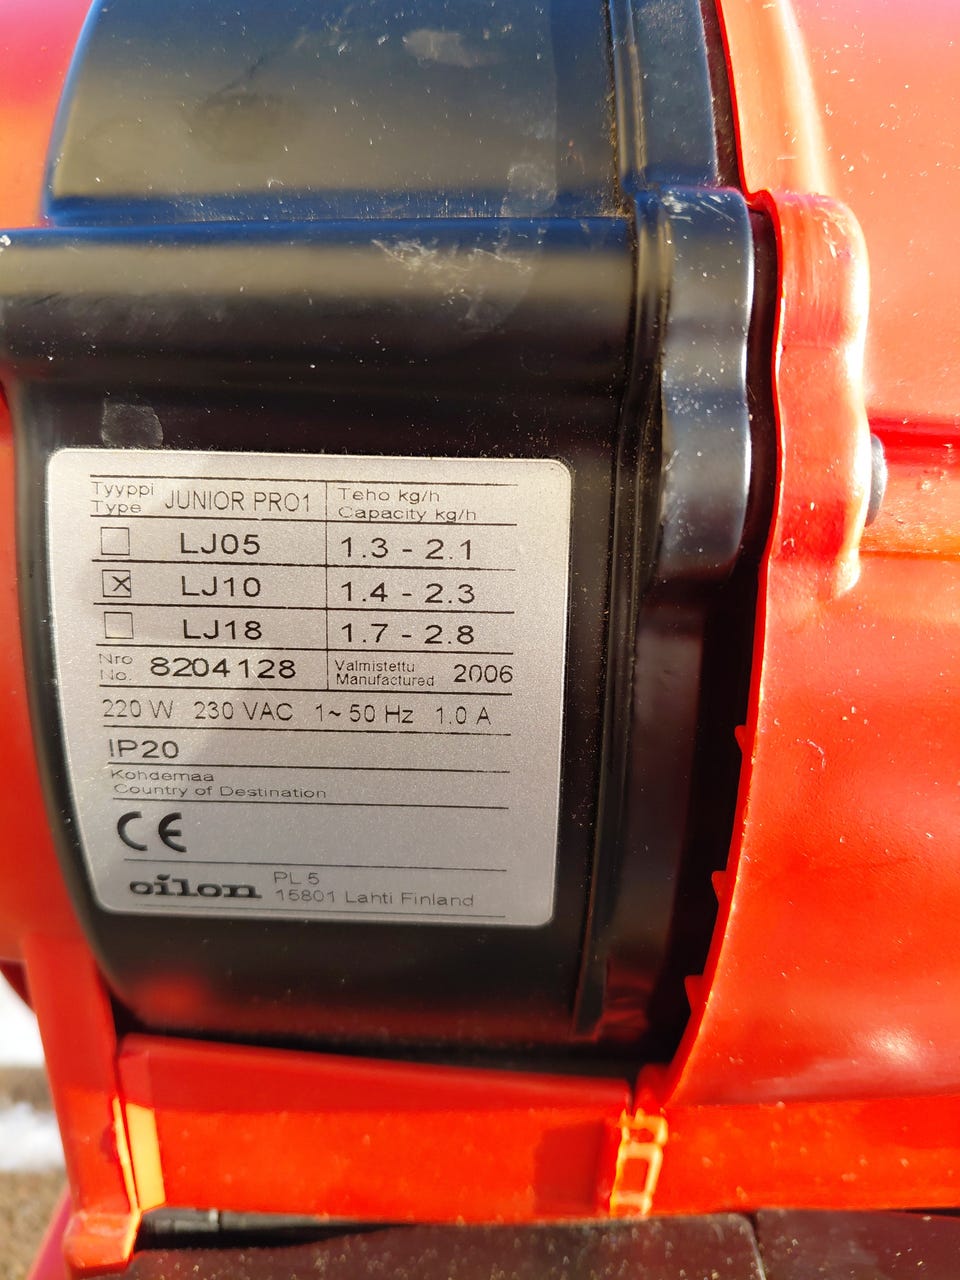 Tyyppi
Type JUNIOR PRO1
Teho kg/h
Capacity kg/h
☐ LJ05 1.3 - 2.1
☒ LJ10 1.4 - 2.3
☐ LJ18 1.7 - 2.8
Nro
No. 8204128
Valmistettu
Manufactured 2006
220 W 230 VAC 1~ 50 Hz 1.0 A
IP20
Kohdemaa
Country of Destination
CE
oilon PL 5
15801 Lahti Finland